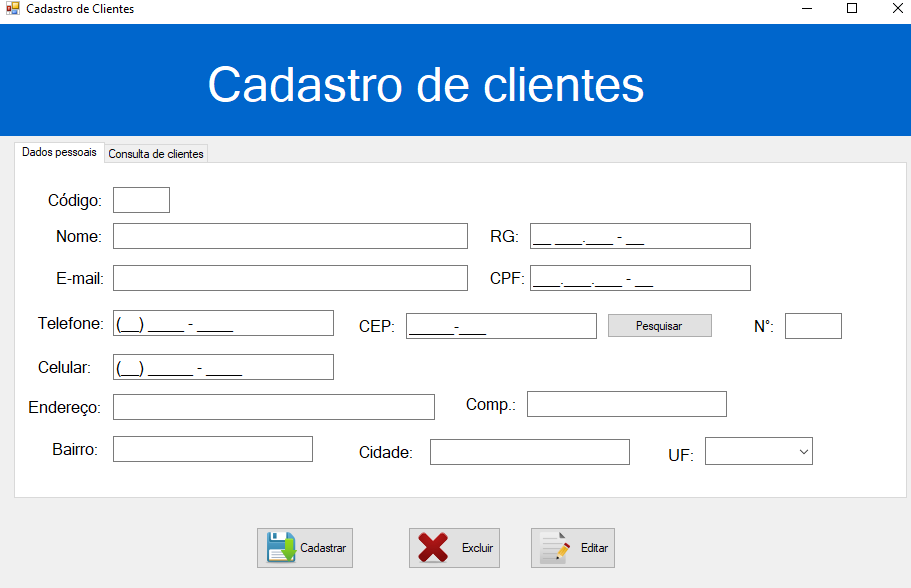 Cadastro de Clientes
Cadastro de clientes
Dados pessoais Consulta de clientes
Código:
Nome: RG: __ ___.___ - __
E-mail: CPF: ___.___.___ - __
Telefone: (__) ____ - ____ CEP: _____-___ Pesquisar N°:
Celular: (__) _____ - ____
Endereço: Comp.:
Bairro: Cidade: UF:
Cadastrar Excluir Editar